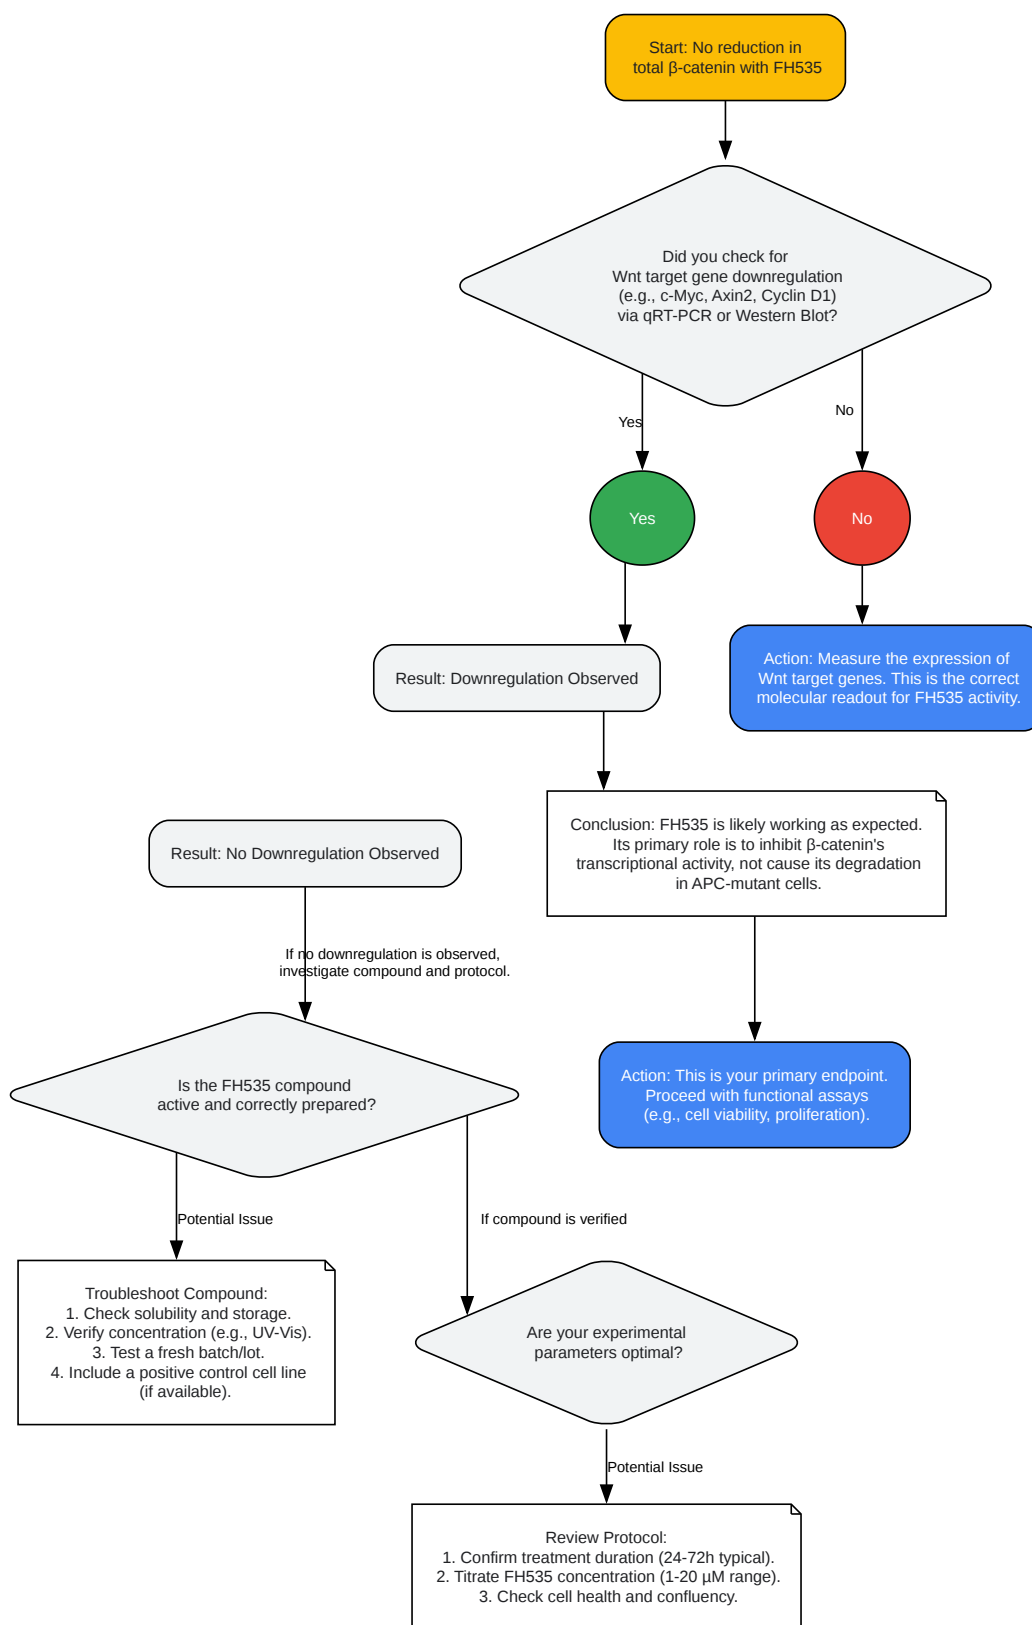 Start: No reduction in
total β-catenin with FH535
Did you check for
Wnt target gene downregulation
(e.g., c-Myc, Axin2, Cyclin D1)
via qRT-PCR or Western Blot?
Yes
No
Yes
No
Result: Downregulation Observed
Action: Measure the expression of
Wnt target genes. This is the correct
molecular readout for FH535 activity.
Conclusion: FH535 is likely working as expected.
Its primary role is to inhibit β-catenin's
transcriptional activity, not cause its degradation
in APC-mutant cells.
Result: No Downregulation Observed
If no downregulation is observed,
investigate compound and protocol.
Is the FH535 compound
active and correctly prepared?
Action: This is your primary endpoint.
Proceed with functional assays
(e.g., cell viability, proliferation).
Potential Issue
If compound is verified
Troubleshoot Compound:
1. Check solubility and storage.
2. Verify concentration (e.g., UV-Vis).
3. Test a fresh batch/lot.
4. Include a positive control cell line
(if available).
Are your experimental
parameters optimal?
Potential Issue
Review Protocol:
1. Confirm treatment duration (24-72h typical).
2. Titrate FH535 concentration (1-20 µM range).
3. Check cell health and confluency.